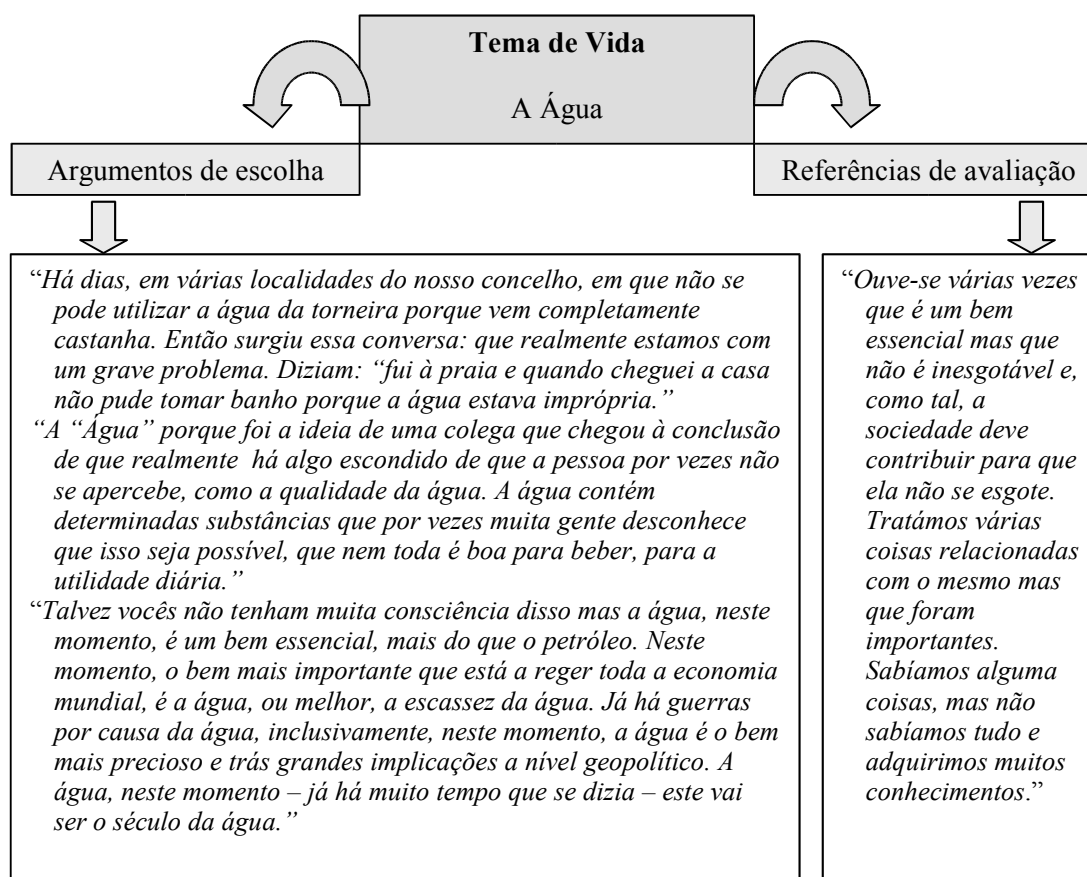 Tema de Vida
A Água
Argumentos de escolha
Referências de avaliação
“Há dias, em várias localidades do nosso concelho, em que não se
pode utilizar a água da torneira porque vem completamente
castanha. Então surgiu essa conversa: que realmente estamos com
um grave problema. Diziam: “fui à praia e quando cheguei a casa
não pude tomar banho porque a água estava imprópria.”
“A “Água” porque foi a ideia de uma colega que chegou à conclusão
de que realmente há algo escondido de que a pessoa por vezes não
se apercebe, como a qualidade da água. A água contém
determinadas substâncias que por vezes muita gente desconhece
que isso seja possível, que nem toda é boa para beber, para a
utilidade diária.”
“Talvez vocês não tenham muita consciência disso mas a água, neste
momento, é um bem essencial, mais do que o petróleo. Neste
momento, o bem mais importante que está a reger toda a economia
mundial, é a água, ou melhor, a escassez da água. Já há guerras
por causa da água, inclusivamente, neste momento, a água é o bem
mais precioso e trás grandes implicações a nível geopolítico. A
água, neste momento – já há muito tempo que se dizia – este vai
ser o século da água.”
“Ouve-se várias vezes
que é um bem
essencial mas que
não é inesgotável e,
como tal, a
sociedade deve
contribuir para que
ela não se esgote.
Tratámos várias
coisas relacionadas
com o mesmo mas
que foram
importantes.
Sabíamos alguma
coisas, mas não
sabíamos tudo e
adquirimos muitos
conhecimentos.”